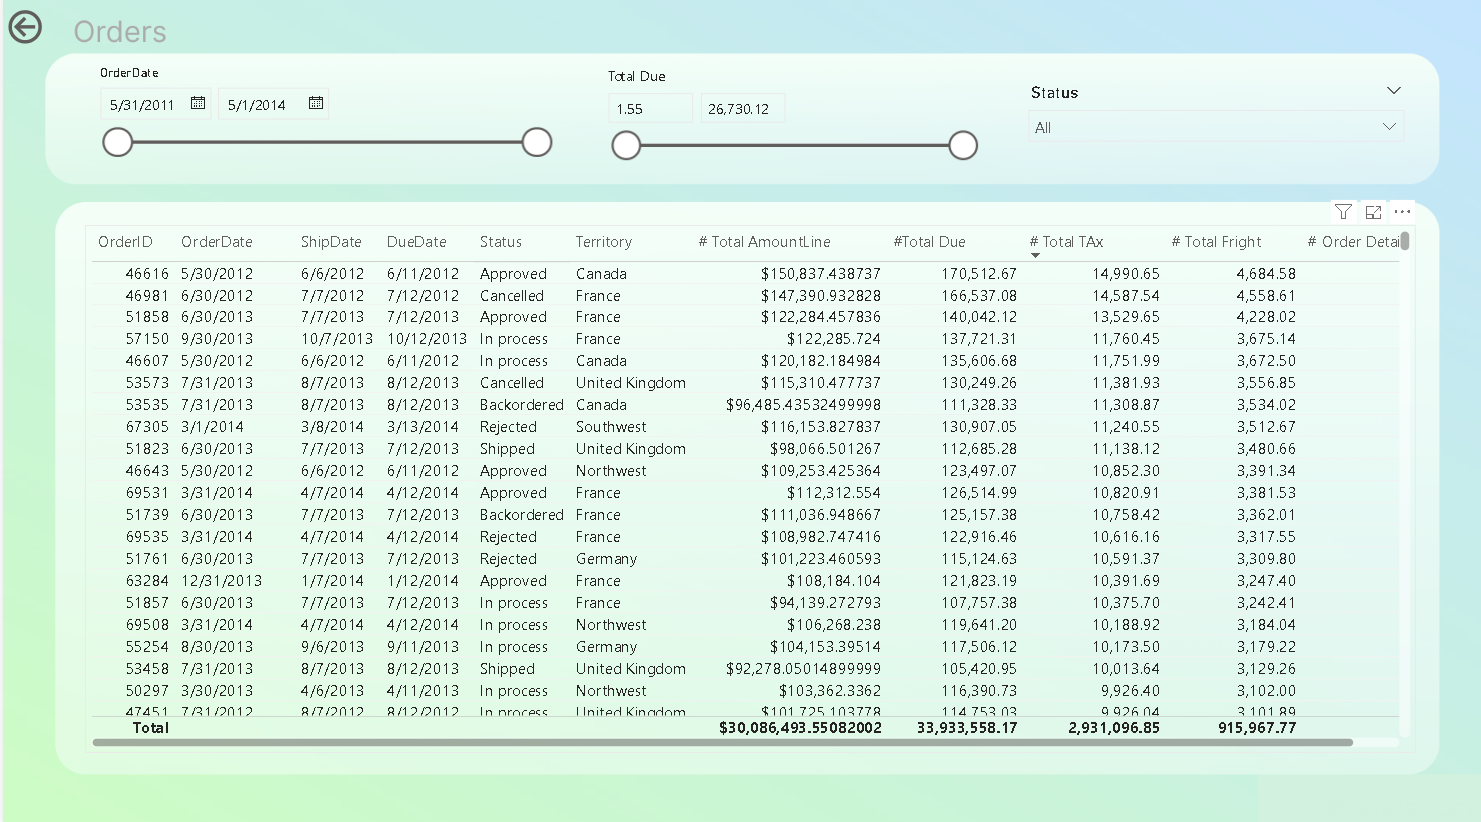 Orders
OrderDate
5/31/2011 5/1/2014
Total Due
1.55 26,730.12
Status
All
OrderID OrderDate ShipDate DueDate Status Territory # Total AmountLine #Total Due # Total TAx # Total Fright # Order Detai
46616 5/30/2012 6/6/2012 6/11/2012 Approved Canada $150,837.438737 170,512.67 14,990.65 4,684.58
46981 6/30/2012 7/7/2012 7/12/2012 Cancelled France $147,390.932828 166,537.08 14,587.54 4,558.61
51858 6/30/2013 7/7/2013 7/12/2013 Approved France $122,284.457836 140,042.12 13,529.65 4,228.02
57150 9/30/2013 10/7/2013 10/12/2013 In process France $122,285.724 137,721.31 11,760.45 3,675.14
46607 5/30/2012 6/6/2012 6/11/2012 In process Canada $120,182.184984 135,606.68 11,751.99 3,672.50
53573 7/31/2013 8/7/2013 8/12/2013 Cancelled United Kingdom $115,310.477737 130,249.26 11,381.93 3,556.85
53535 7/31/2013 8/7/2013 8/12/2013 Backordered Canada $96,485.43532499998 111,328.33 11,308.87 3,534.02
67305 3/1/2014 3/8/2014 3/13/2014 Rejected Southwest $116,153.827837 130,907.05 11,240.55 3,512.67
51823 6/30/2013 7/7/2013 7/12/2013 Shipped United Kingdom $98,066.501267 112,685.28 11,138.12 3,480.66
46643 5/30/2012 6/6/2012 6/11/2012 Approved Northwest $109,253.425364 123,497.07 10,852.30 3,391.34
69531 3/31/2014 4/7/2014 4/12/2014 Approved France $112,312.554 126,514.99 10,820.91 3,381.53
51739 6/30/2013 7/7/2013 7/12/2013 Backordered France $111,036.948667 125,157.38 10,758.42 3,362.01
69535 3/31/2014 4/7/2014 4/12/2014 Rejected France $108,982.747416 122,916.46 10,616.16 3,317.55
51761 6/30/2013 7/7/2013 7/12/2013 Rejected Germany $101,223.460593 115,124.63 10,591.37 3,309.80
63284 12/31/2013 1/7/2014 1/12/2014 Approved France $108,184.104 121,823.19 10,391.69 3,247.40
51857 6/30/2013 7/7/2013 7/12/2013 In process France $94,139.272793 107,757.38 10,375.70 3,242.41
69508 3/31/2014 4/7/2014 4/12/2014 In process Northwest $106,268.238 119,641.20 10,188.92 3,184.04
55254 8/30/2013 9/6/2013 9/11/2013 In process Germany $104,153.39514 117,506.12 10,173.50 3,179.22
53458 7/31/2013 8/7/2013 8/12/2013 Shipped United Kingdom $92,278.05014899999 105,420.95 10,013.64 3,129.26
50297 3/30/2013 4/6/2013 4/11/2013 In process Northwest $103,362.3362 116,390.73 9,926.40 3,102.00
47451 7/31/2012 8/7/2012 8/12/2012 In process United Kingdom $101,725.103778 114,753.03 9,926.04 3,101.89
Total $30,086,493.55082002 33,933,558.17 2,931,096.85 915,967.77